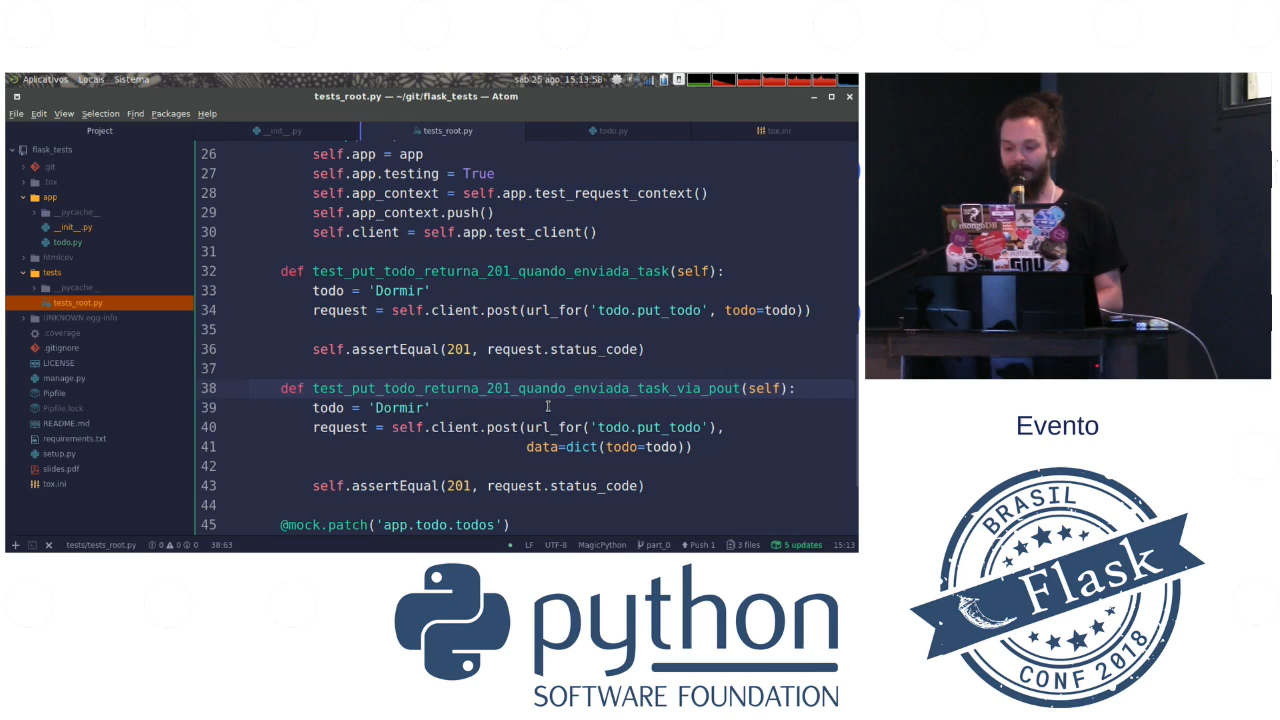 Aplicativos Locais Sistema
sáb 25 ago, 15:13:58
tests_root.py — ~/git/flask_tests — Atom
File Edit View Selection Find Packages Help
Project
__init__.py
tests_root.py
todo.py
tox.ini
flask_tests
.git
.tox
app
__pycache__
__init__.py
todo.py
htmlcov
tests
__pycache__
tests_root.py
UNKNOWN.egg-info
.coverage
.gitignore
LICENSE
manage.py
Pipfile
Pipfile.lock
README.md
requirements.txt
setup.py
slides.pdf
tox.ini
26 self.app = app
27 self.app.testing = True
28 self.app_context = self.app.test_request_context()
29 self.app_context.push()
30 self.client = self.app.test_client()
31
32 def test_put_todo_returna_201_quando_enviada_task(self):
33 todo = 'Dormir'
34 request = self.client.post(url_for('todo.put_todo', todo=todo))
35
36 self.assertEqual(201, request.status_code)
37
38 def test_put_todo_returna_201_quando_enviada_task_via_pout(self):
39 todo = 'Dormir'
40 request = self.client.post(url_for('todo.put_todo'),
41 data=dict(todo=todo))
42
43 self.assertEqual(201, request.status_code)
44
45 @mock.patch('app.todo.todos')
tests/tests_root.py 0 0 0 38:63
LF UTF-8 MagicPython part_0 Push 1 3 files 5 updates 15:13
mongoDB
GNU
Evento
BRASIL
Flask
CONF 2018
python
SOFTWARE FOUNDATION